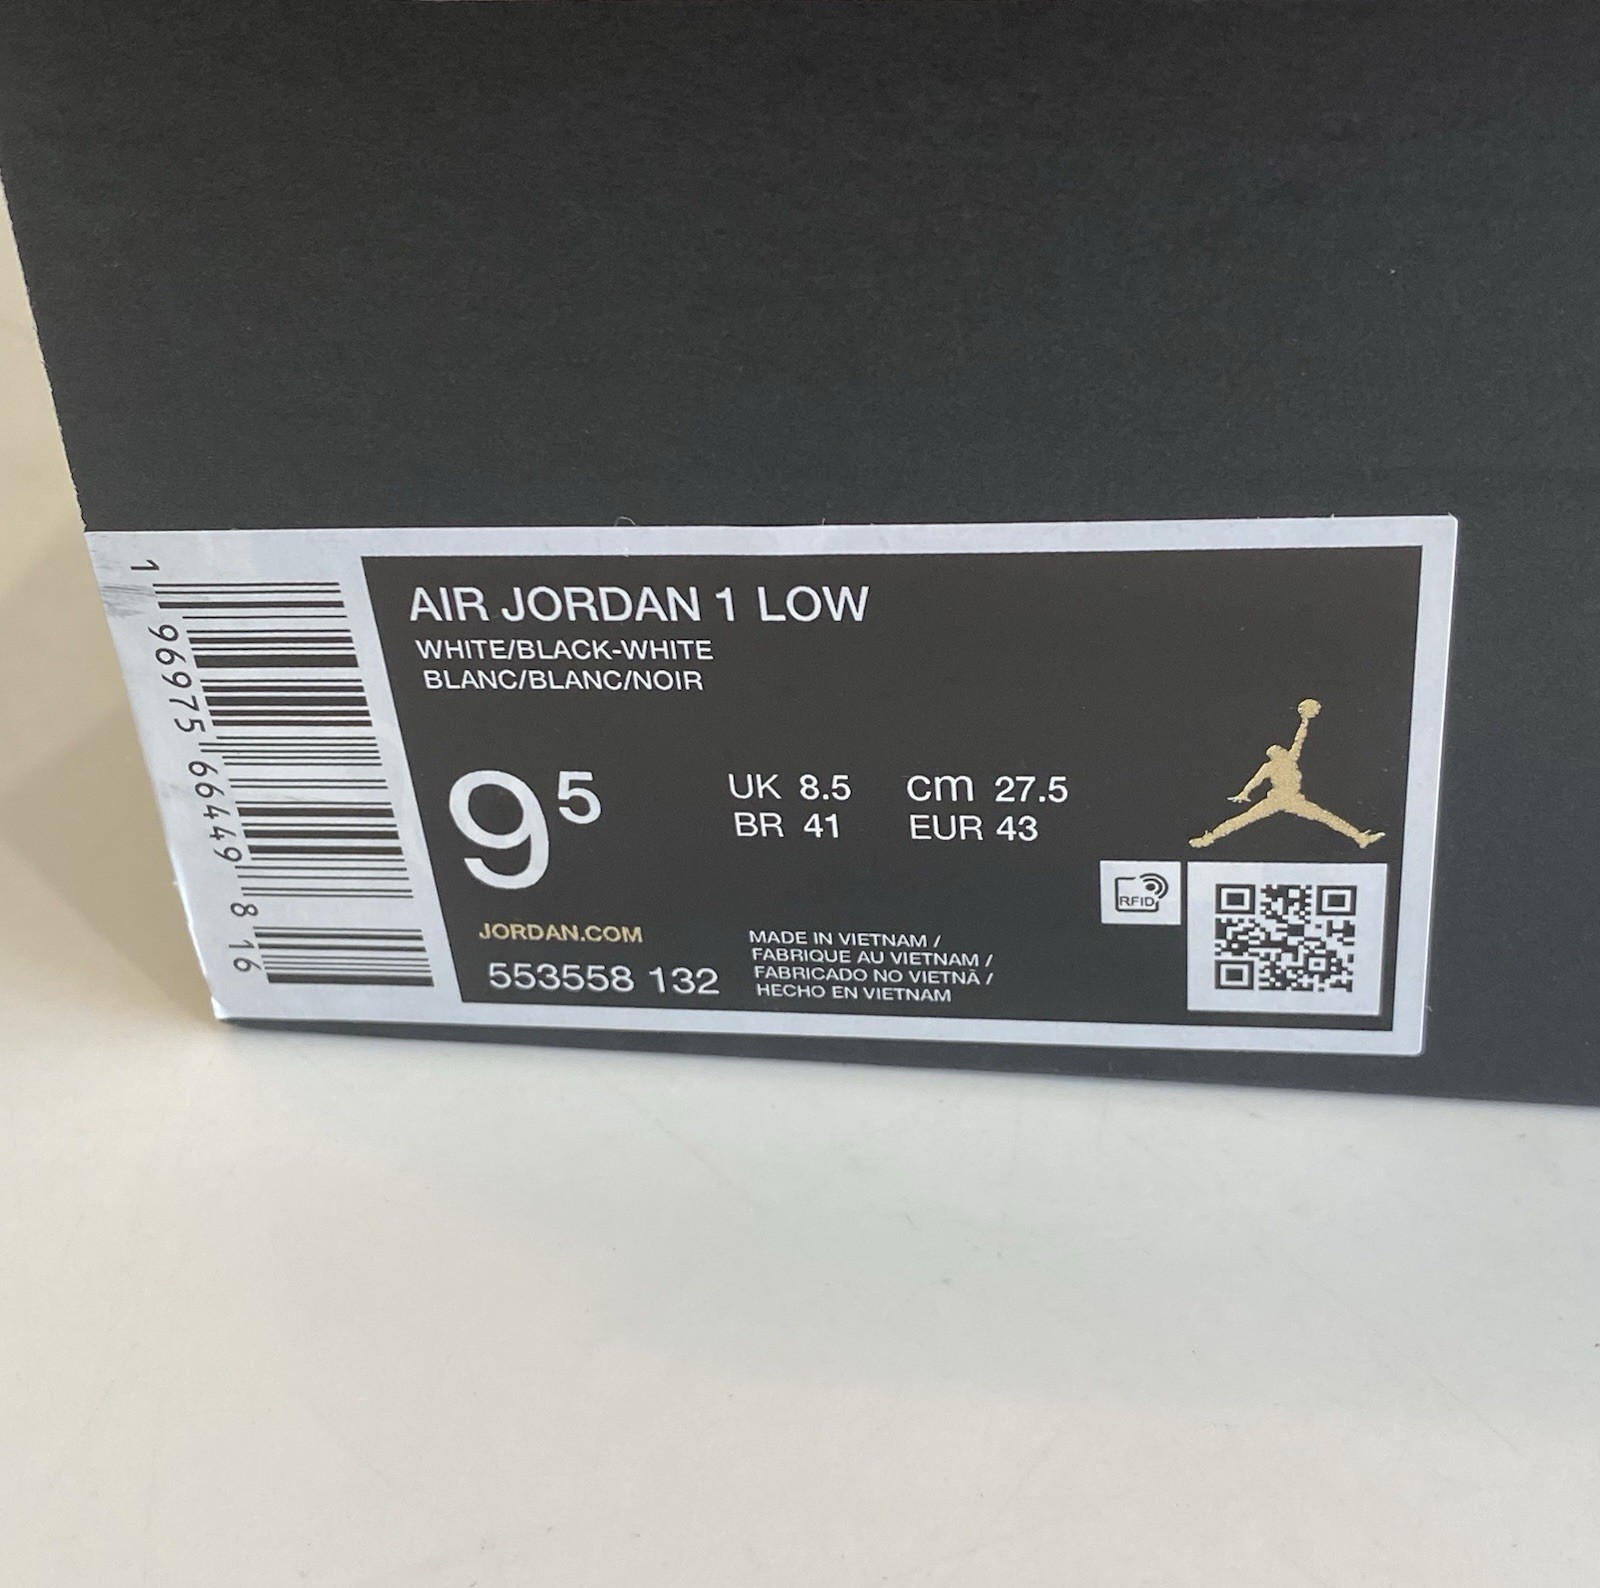 AIR JORDAN 1 LOW
WHITE/BLACK-WHITE
BLANC/BLANC/NOIR
9⁵
UK 8.5 cm 27.5
BR 41 EUR 43
RFID
JORDAN.COM
553558 132
MADE IN VIETNAM /
FABRIQUE AU VIETNAM /
FABRICADO NO VIETNÃ /
HECHO EN VIETNAM
1 96975 66449 8 16